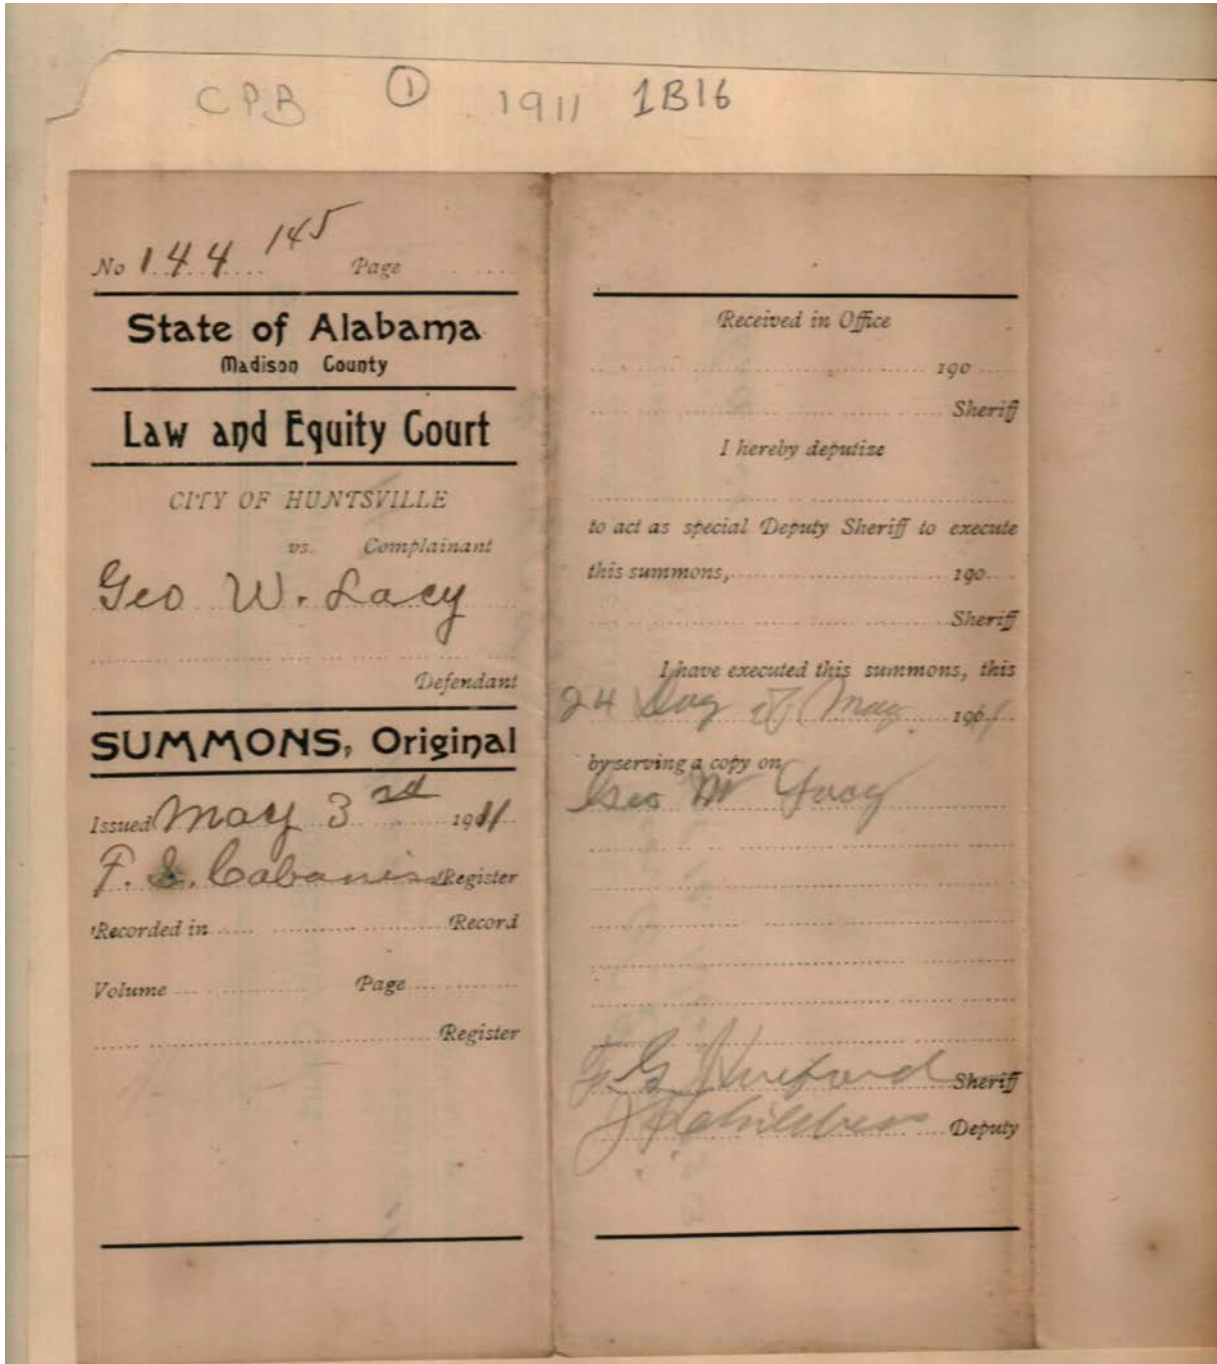 CPB ① 1911 1B16
No 144 145 Page
State of Alabama
Madison County
Law and Equity Court
CITY OF HUNTSVILLE
vs. Complainant
Geo W. Lacy
Defendant
SUMMONS, Original
Issued May 3rd 1911
Register
Recorded in Record
Volume Page
Register
Received in Office
190
Sheriff
I hereby deputize
to act as special Deputy Sheriff to execute
this summons, 190
Sheriff
I have executed this summons, this
24 Day of May 1901
by serving a copy on
Geo W Lacy
Sheriff
Deputy